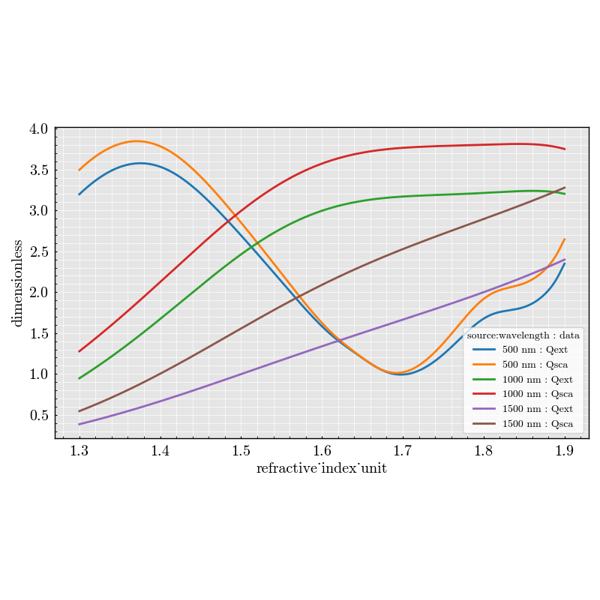 4.0
3.5
3.0
2.5
2.0
1.5
1.0
0.5
dimensionless
source:wavelength : data
500 nm : Qext
500 nm : Qsca
1000 nm : Qext
1000 nm : Qsca
1500 nm : Qext
1500 nm : Qsca
1.3 1.4 1.5 1.6 1.7 1.8 1.9
refractive˙index˙unit